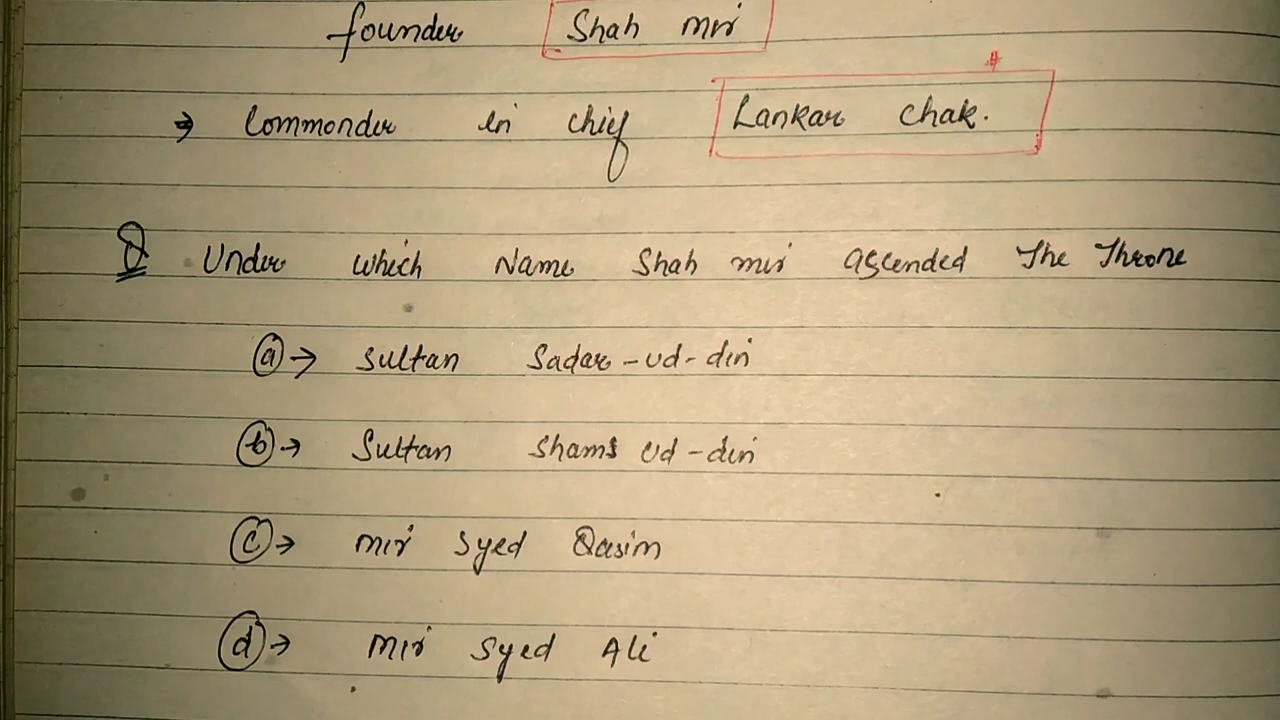 founder Shah mir
→ Commonder in chief Lankar Chak.
Q Under which Name Shah mir ascended The Throne
(a)→ Sultan Sadar-ud-din
(b)→ Sultan Shams ud-din
(c)→ mir Syed Qasim
(d)→ mir Syed Ali